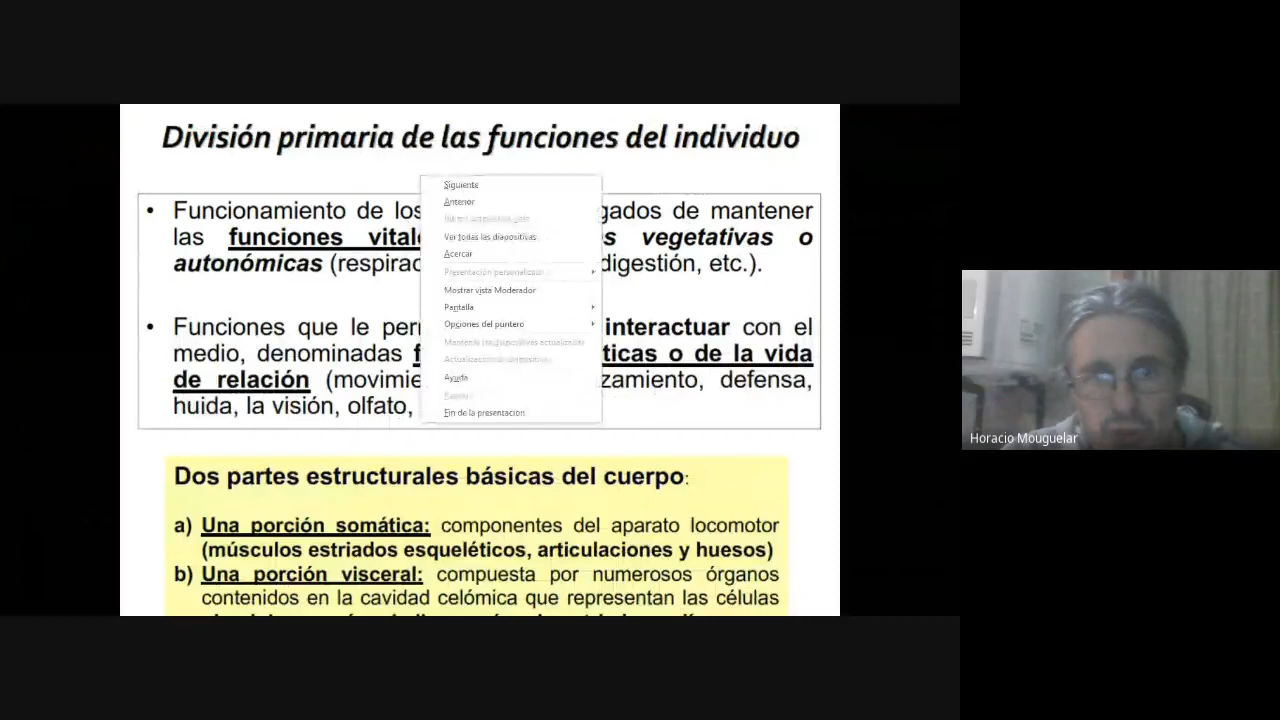 División primaria de las funciones del individuo
• Funcionamiento de los gados de mantener
las funciones vital s vegetativas o
autonómicas (respirac digestión, etc.).
• Funciones que le per interactuar con el
medio, denominadas f ticas o de la vida
de relación (movimie zamiento, defensa,
huida, la visión, olfato,
Siguiente
Anterior
Ver todas las diapositivas
Acercar
Presentación personalizada
Mostrar vista Moderador
Pantalla
Opciones del puntero
Ayuda
Fin de la presentación
Dos partes estructurales básicas del cuerpo:
a) Una porción somática: componentes del aparato locomotor
(músculos estriados esqueléticos, articulaciones y huesos)
b) Una porción visceral: compuesta por numerosos órganos
contenidos en la cavidad celómica que representan las células
Horacio Mouguelar